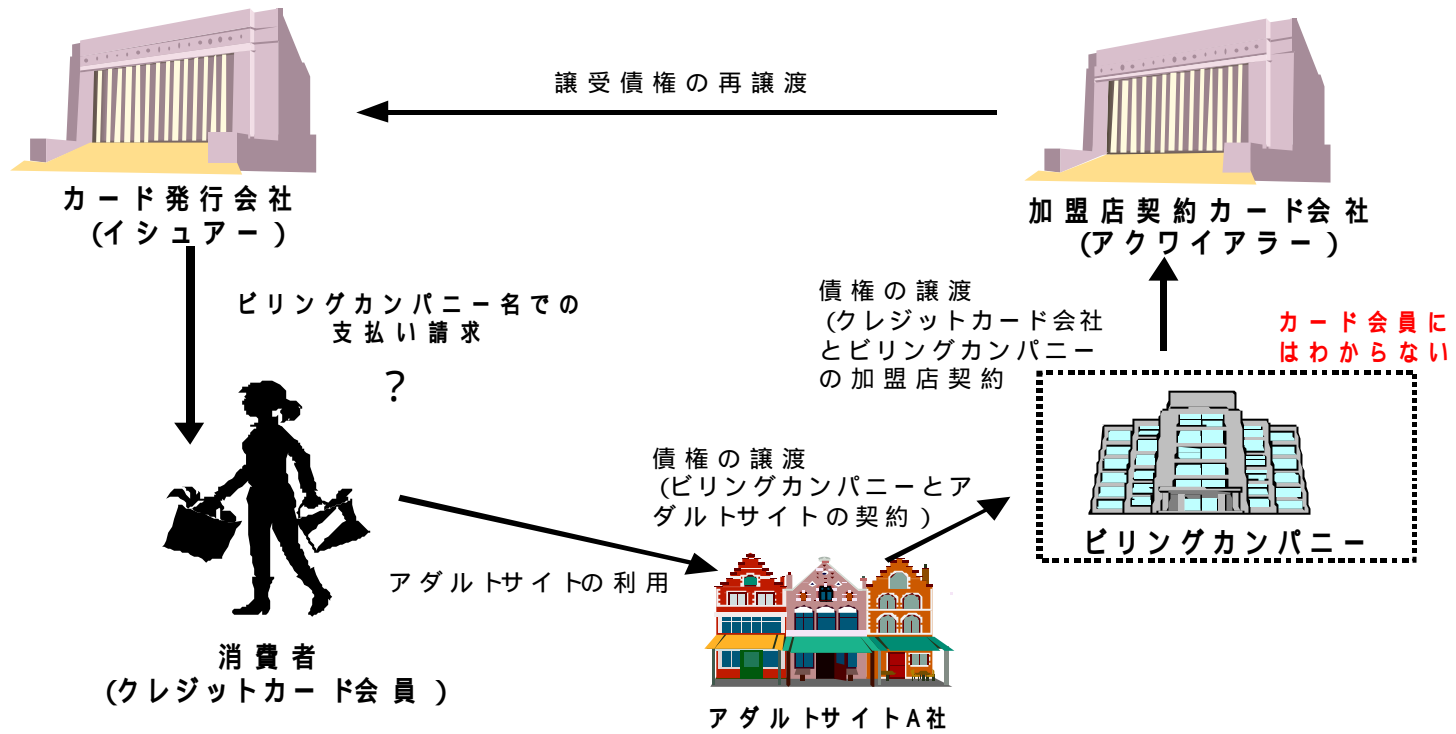 譲受債権の再譲渡
カード発行会社
(イシュアー)
加盟店契約カード会社
(アクワイアラー)
ビリングカンパニー名での
支払い請求
?
債権の譲渡
(クレジットカード会社
とビリングカンパニー
の加盟店契約
カード会員に
はわからない
債権の譲渡
(ビリングカンパニーとア
ダルトサイトの契約)
ビリングカンパニー
アダルトサイトの利用
消費者
(クレジットカード会員)
アダルトサイトA社